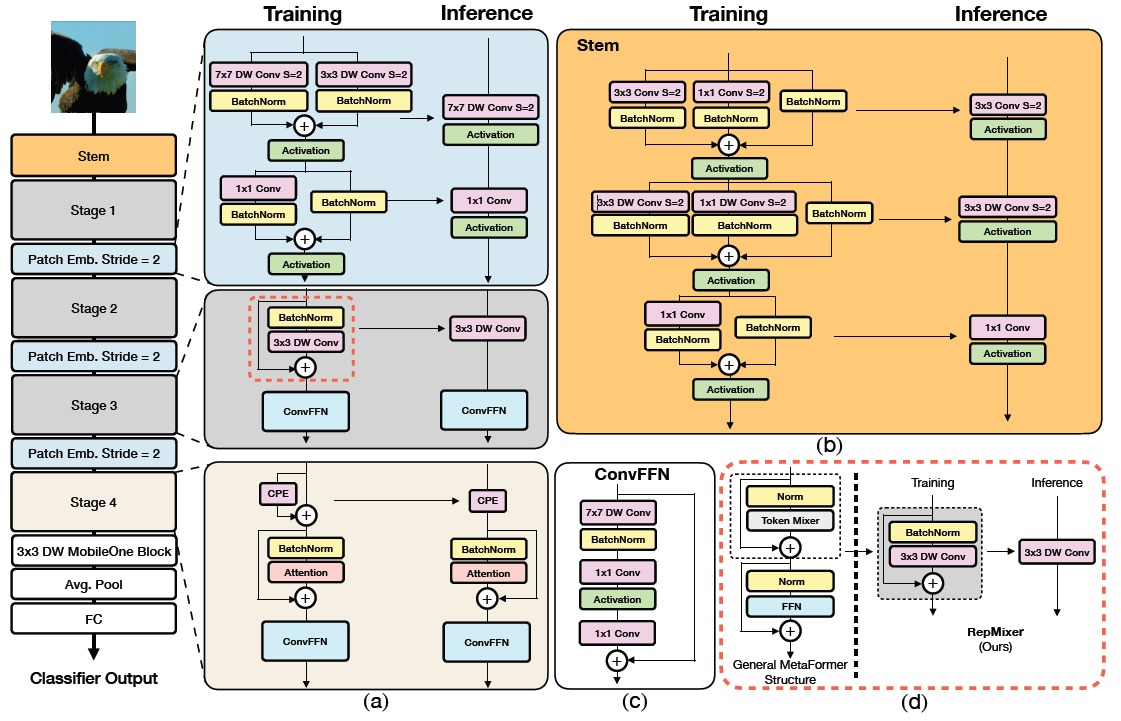 Training
Inference
Training
Inference
Stem
Stage 1
Patch Emb. Stride = 2
Stage 2
Patch Emb. Stride = 2
Stage 3
Patch Emb. Stride = 2
Stage 4
3x3 DW MobileOne Block
Avg. Pool
FC
Classifier Output
7x7 DW Conv S=2
3x3 DW Conv S=2
BatchNorm
BatchNorm
+
Activation
1x1 Conv
BatchNorm
BatchNorm
+
Activation
7x7 DW Conv S=2
Activation
1x1 Conv
Activation
BatchNorm
3x3 DW Conv
+
ConvFFN
3x3 DW Conv
ConvFFN
CPE
+
BatchNorm
Attention
+
ConvFFN
CPE
BatchNorm
Attention
+
ConvFFN
(a)
Stem
3x3 Conv S=2
1x1 Conv S=2
BatchNorm
BatchNorm
BatchNorm
+
Activation
3x3 DW Conv S=2
1x1 DW Conv S=2
BatchNorm
BatchNorm
BatchNorm
+
Activation
1x1 Conv
BatchNorm
BatchNorm
+
Activation
3x3 Conv S=2
Activation
3x3 DW Conv S=2
Activation
1x1 Conv
Activation
(b)
ConvFFN
7x7 DW Conv
BatchNorm
1x1 Conv
Activation
1x1 Conv
+
(c)
Norm
Token Mixer
+
Norm
FFN
+
General MetaFormer
Structure
Training
BatchNorm
3x3 DW Conv
+
Inference
3x3 DW Conv
RepMixer
(Ours)
(d)